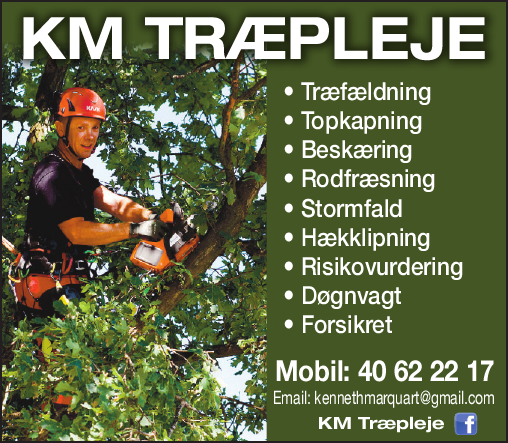 KM TRÆPLEJE
• Træfældning
• Topkapning
• Beskæring
• Rodfræsning
• Stormfald
• Hækklipning
• Risikovurdering
• Døgnvagt
• Forsikret
Mobil: 40 62 22 17
Email: kennethmarquart@gmail.com
KM Træpleje f